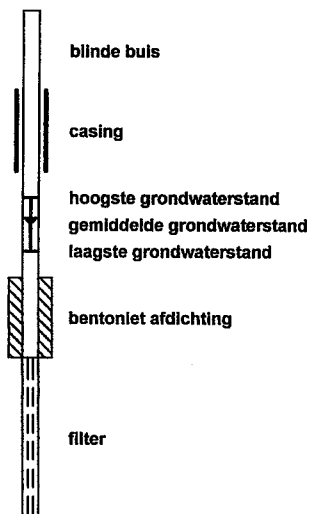 blinde buis
casing
hoogste grondwaterstand
gemiddelde grondwaterstand
laagste grondwaterstand
bentoniet afdichting
filter